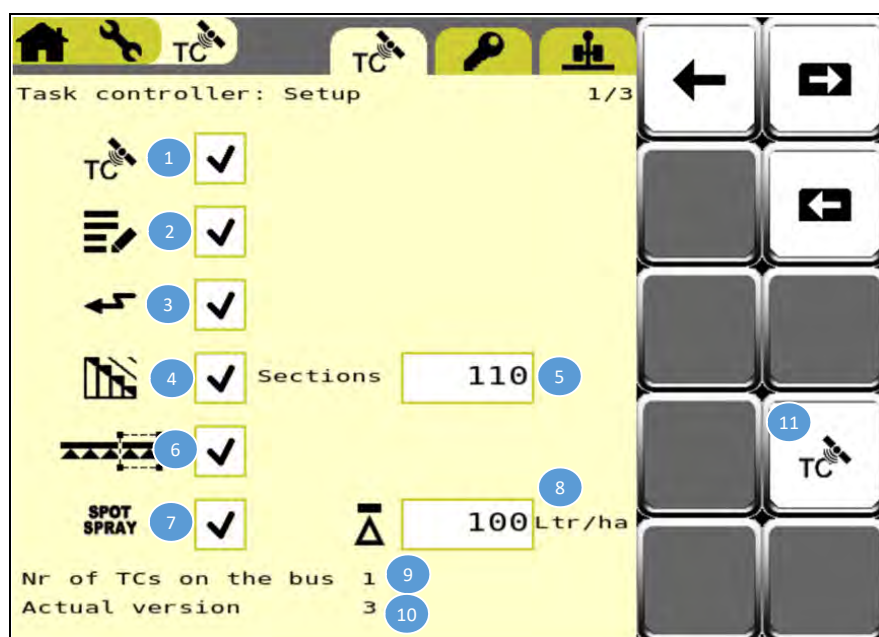 TC TC
Task controller: Setup 1/3
TC 1
2
3
4 Sections 110 5
6
11
TC
8
SPOT
SPRAY 7 100 Ltr/ha
Nr of TCs on the bus 1 9
Actual version 3 10